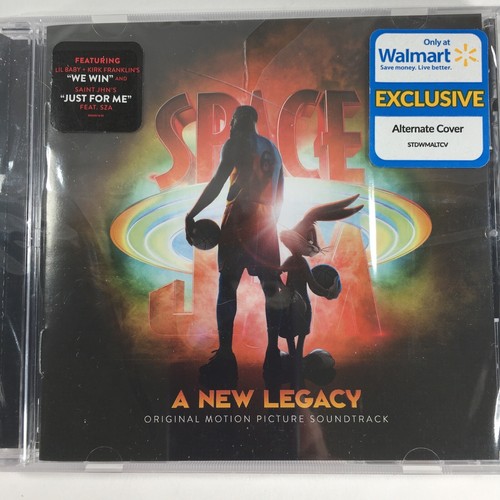 FEATURING
LIL BABY + KIRK FRANKLIN'S
"WE WIN" AND
SAINT JHN'S
"JUST FOR ME"
FEAT. SZA
Only at
Walmart
Save money. Live better.
EXCLUSIVE
Alternate Cover
STDWMALTCV
SPACE
JAM
A NEW LEGACY
ORIGINAL MOTION PICTURE SOUNDTRACK